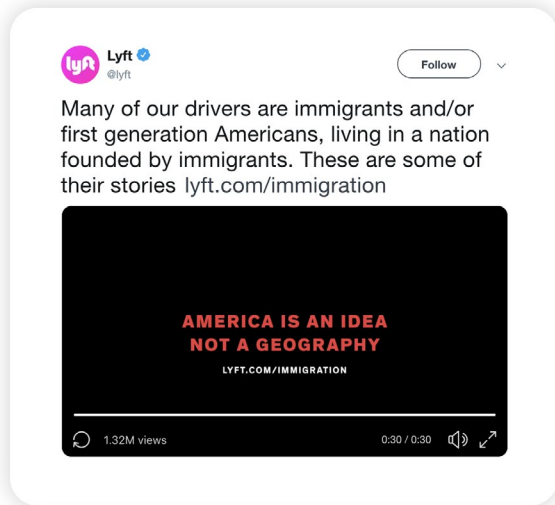 lyft
Lyft
@lyft
Follow
Many of our drivers are immigrants and/or
first generation Americans, living in a nation
founded by immigrants. These are some of
their stories lyft.com/immigration
AMERICA IS AN IDEA
NOT A GEOGRAPHY
LYFT.COM/IMMIGRATION
1.32M views
0:30 / 0:30